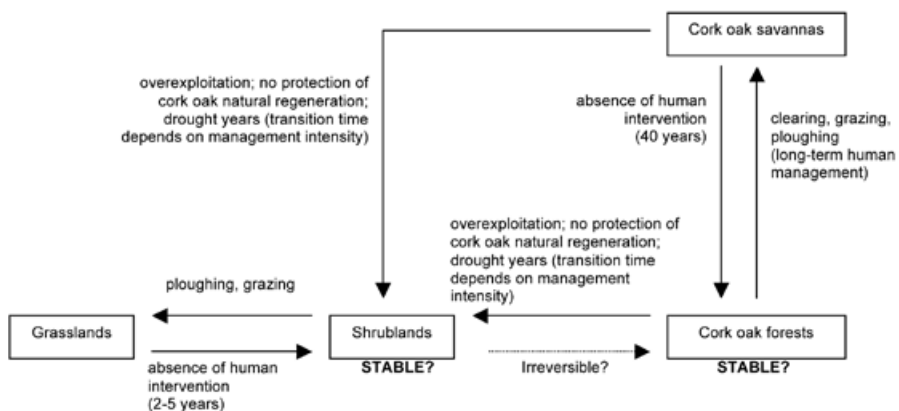 Cork oak savannas
overexploitation; no protection of
cork oak natural regeneration;
drought years (transition time
depends on management intensity)
absence of human
intervention
(40 years)
clearing, grazing,
ploughing
(long-term human
management)
overexploitation; no protection of
cork oak natural regeneration;
drought years (transition time
depends on management
intensity)
ploughing, grazing
Grasslands
Shrublands
Cork oak forests
STABLE?
Irreversible?
STABLE?
absence of human
intervention
(2-5 years)